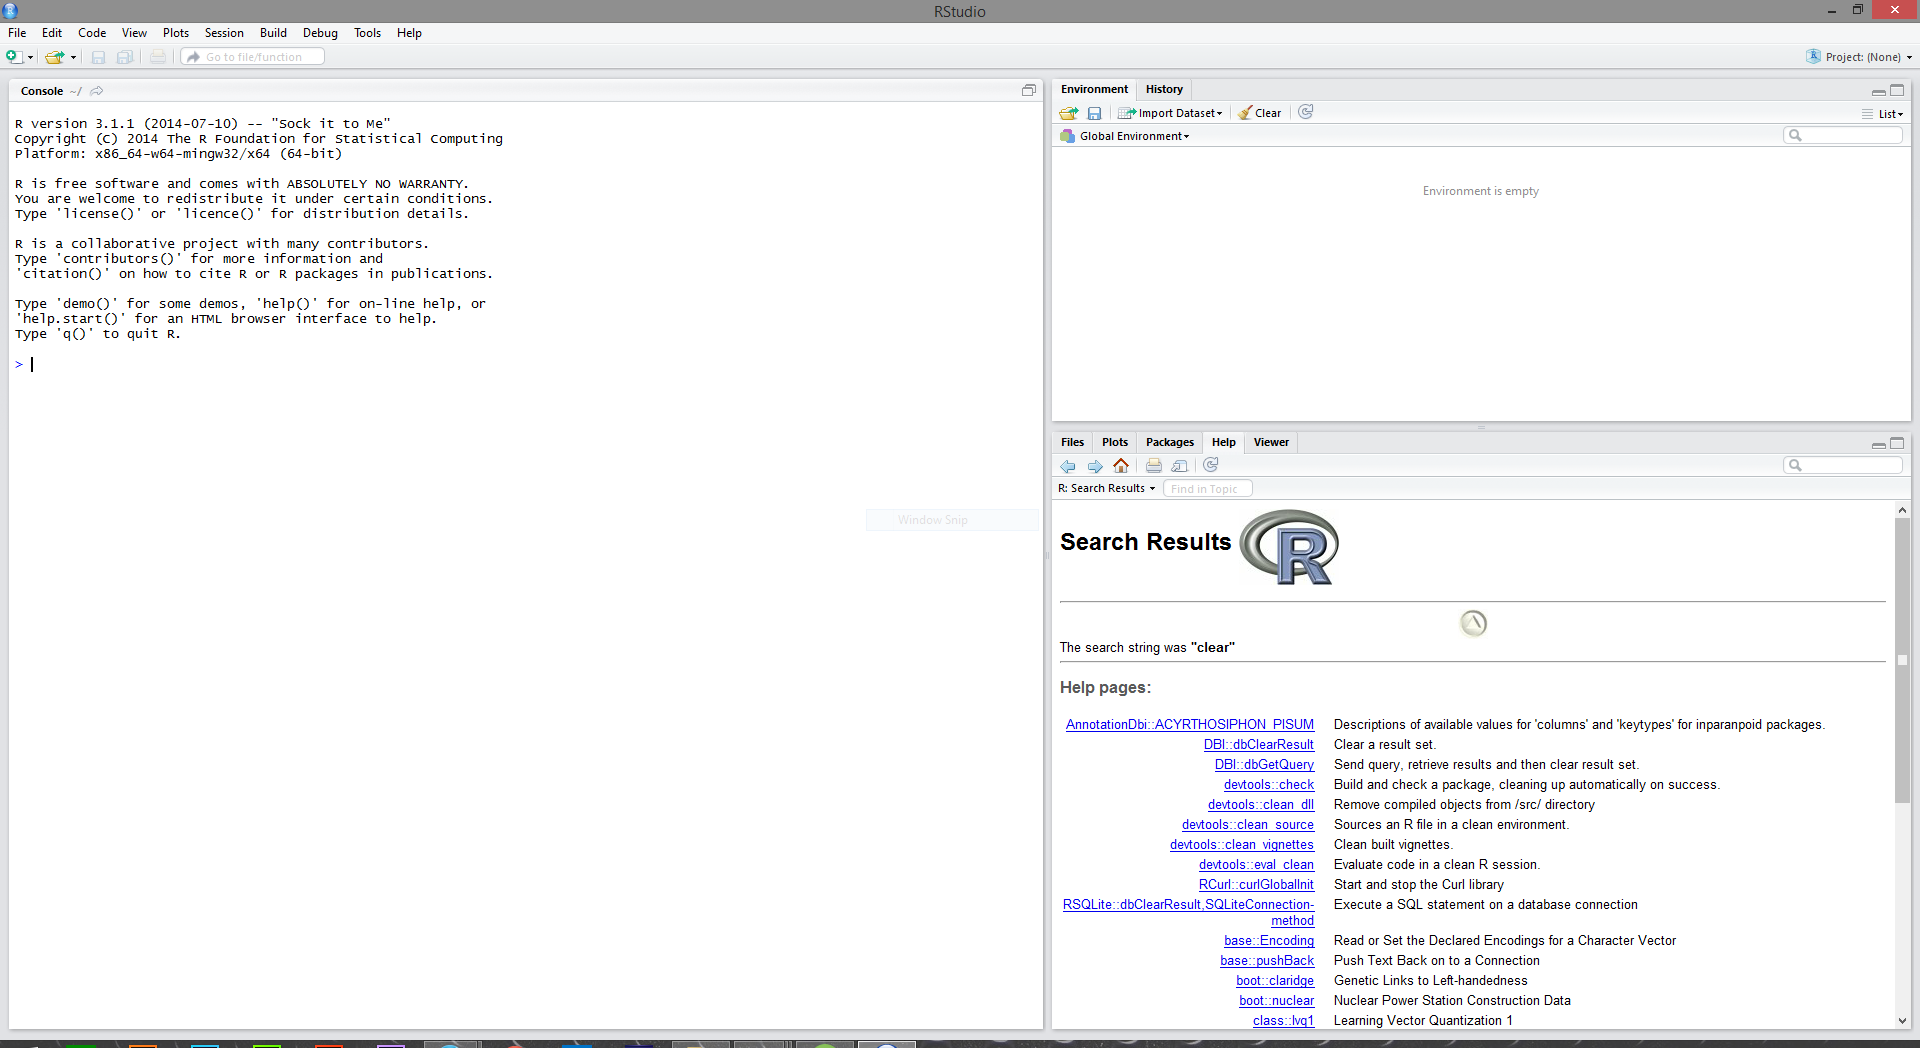 RStudio
File Edit Code View Plots Session Build Debug Tools Help
Go to file/function
Project: (None)
Console ~/
R version 3.1.1 (2014-07-10) -- "Sock it to Me"
Copyright (C) 2014 The R Foundation for Statistical Computing
Platform: x86_64-w64-mingw32/x64 (64-bit)
R is free software and comes with ABSOLUTELY NO WARRANTY.
You are welcome to redistribute it under certain conditions.
Type 'license()' or 'licence()' for distribution details.
R is a collaborative project with many contributors.
Type 'contributors()' for more information and
'citation()' on how to cite R or R packages in publications.
Type 'demo()' for some demos, 'help()' for on-line help, or
'help.start()' for an HTML browser interface to help.
Type 'q()' to quit R.
>
Window Snip
Environment History
Import Dataset Clear
List
Global Environment
Environment is empty
Files Plots Packages Help Viewer
R: Search Results Find in Topic
Search Results R
The search string was "clear"
Help pages:
AnnotationDbi::ACYRTHOSIPHON_PISUM Descriptions of available values for 'columns' and 'keytypes' for inparanpoid packages.
DBI::dbClearResult Clear a result set.
DBI::dbGetQuery Send query, retrieve results and then clear result set.
devtools::check Build and check a package, cleaning up automatically on success.
devtools::clean_dll Remove compiled objects from /src/ directory
devtools::clean_source Sources an R file in a clean environment.
devtools::clean_vignettes Clean built vignettes.
devtools::eval_clean Evaluate code in a clean R session.
RCurl::curlGlobalInit Start and stop the Curl library
RSQLite::dbClearResult,SQLiteConnection- Execute a SQL statement on a database connection
method
base::Encoding Read or Set the Declared Encodings for a Character Vector
base::pushBack Push Text Back on to a Connection
boot::claridge Genetic Links to Left-handedness
boot::nuclear Nuclear Power Station Construction Data
class::lvq1 Learning Vector Quantization 1